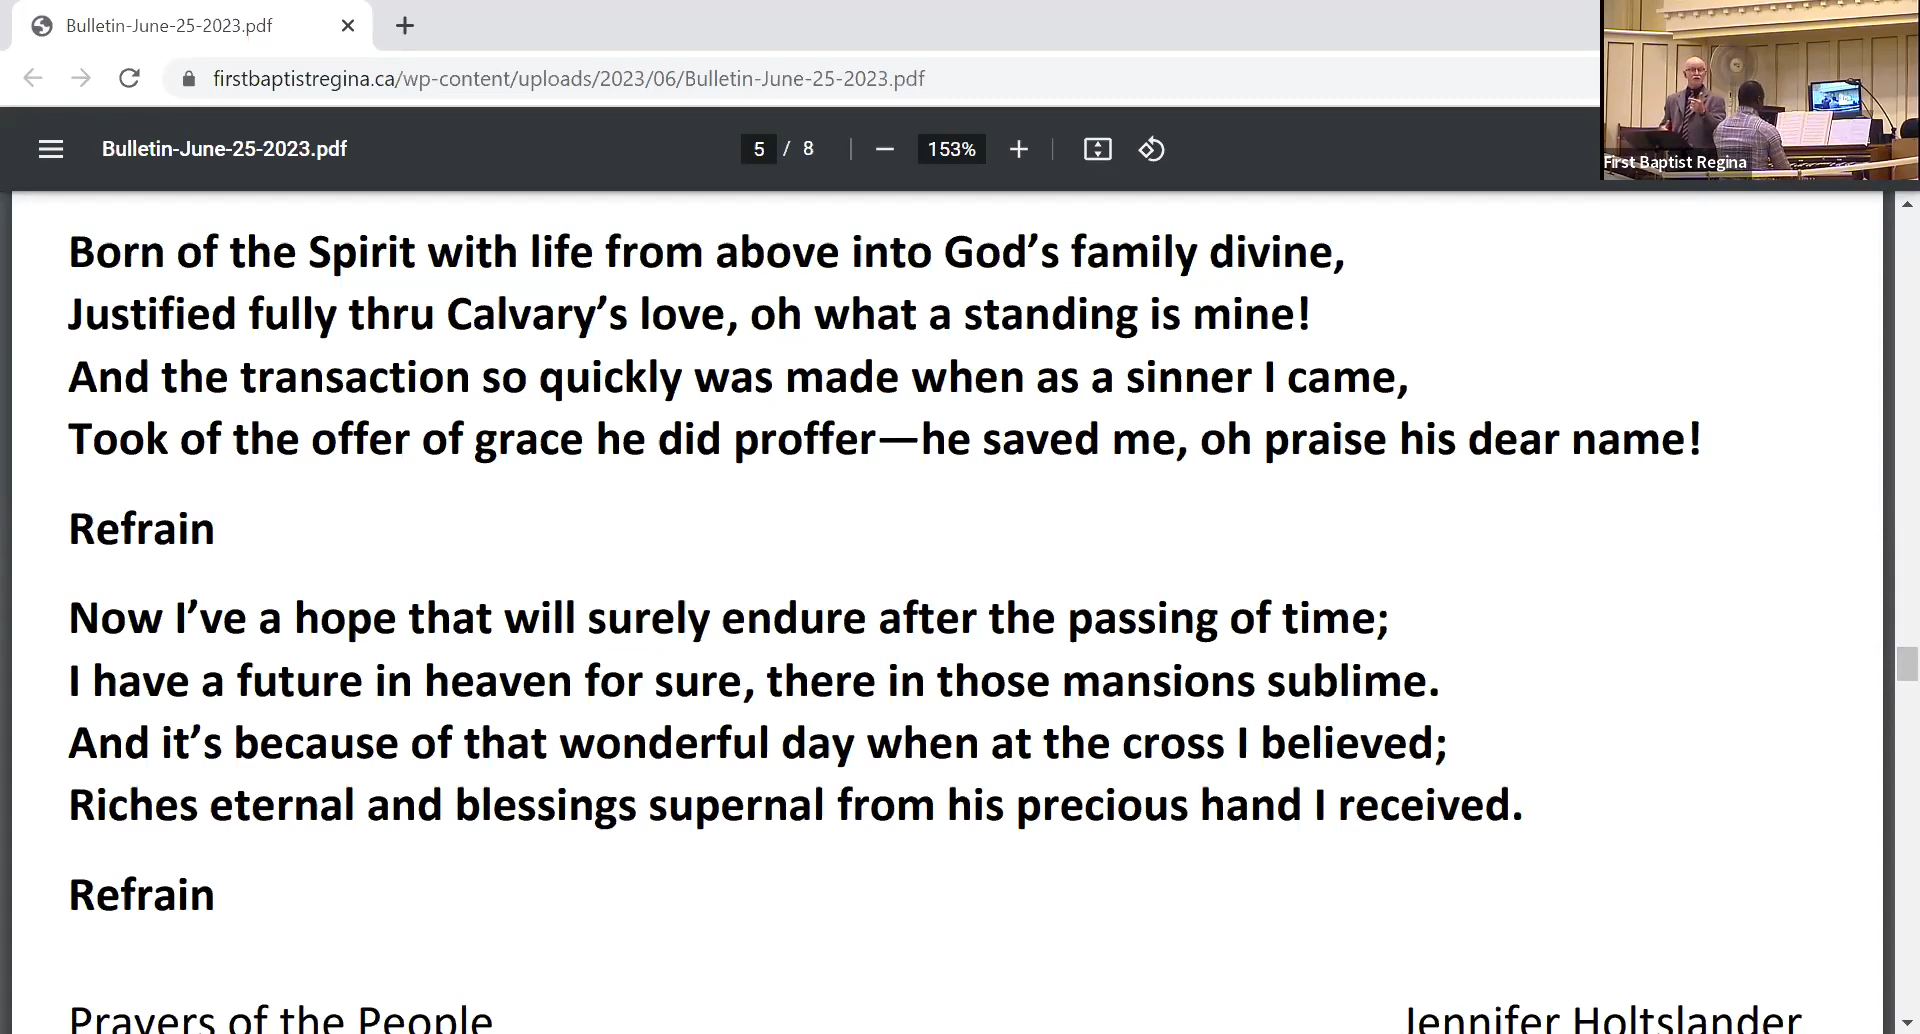 Bulletin-June-25-2023.pdf
firstbaptistregina.ca/wp-content/uploads/2023/06/Bulletin-June-25-2023.pdf
Bulletin-June-25-2023.pdf 5 / 8 153%
First Baptist Regina
Born of the Spirit with life from above into God’s family divine,
Justified fully thru Calvary’s love, oh what a standing is mine!
And the transaction so quickly was made when as a sinner I came,
Took of the offer of grace he did proffer—he saved me, oh praise his dear name!
Refrain
Now I’ve a hope that will surely endure after the passing of time;
I have a future in heaven for sure, there in those mansions sublime.
And it’s because of that wonderful day when at the cross I believed;
Riches eternal and blessings supernal from his precious hand I received.
Refrain
Prayers of the People Jennifer Holtslander